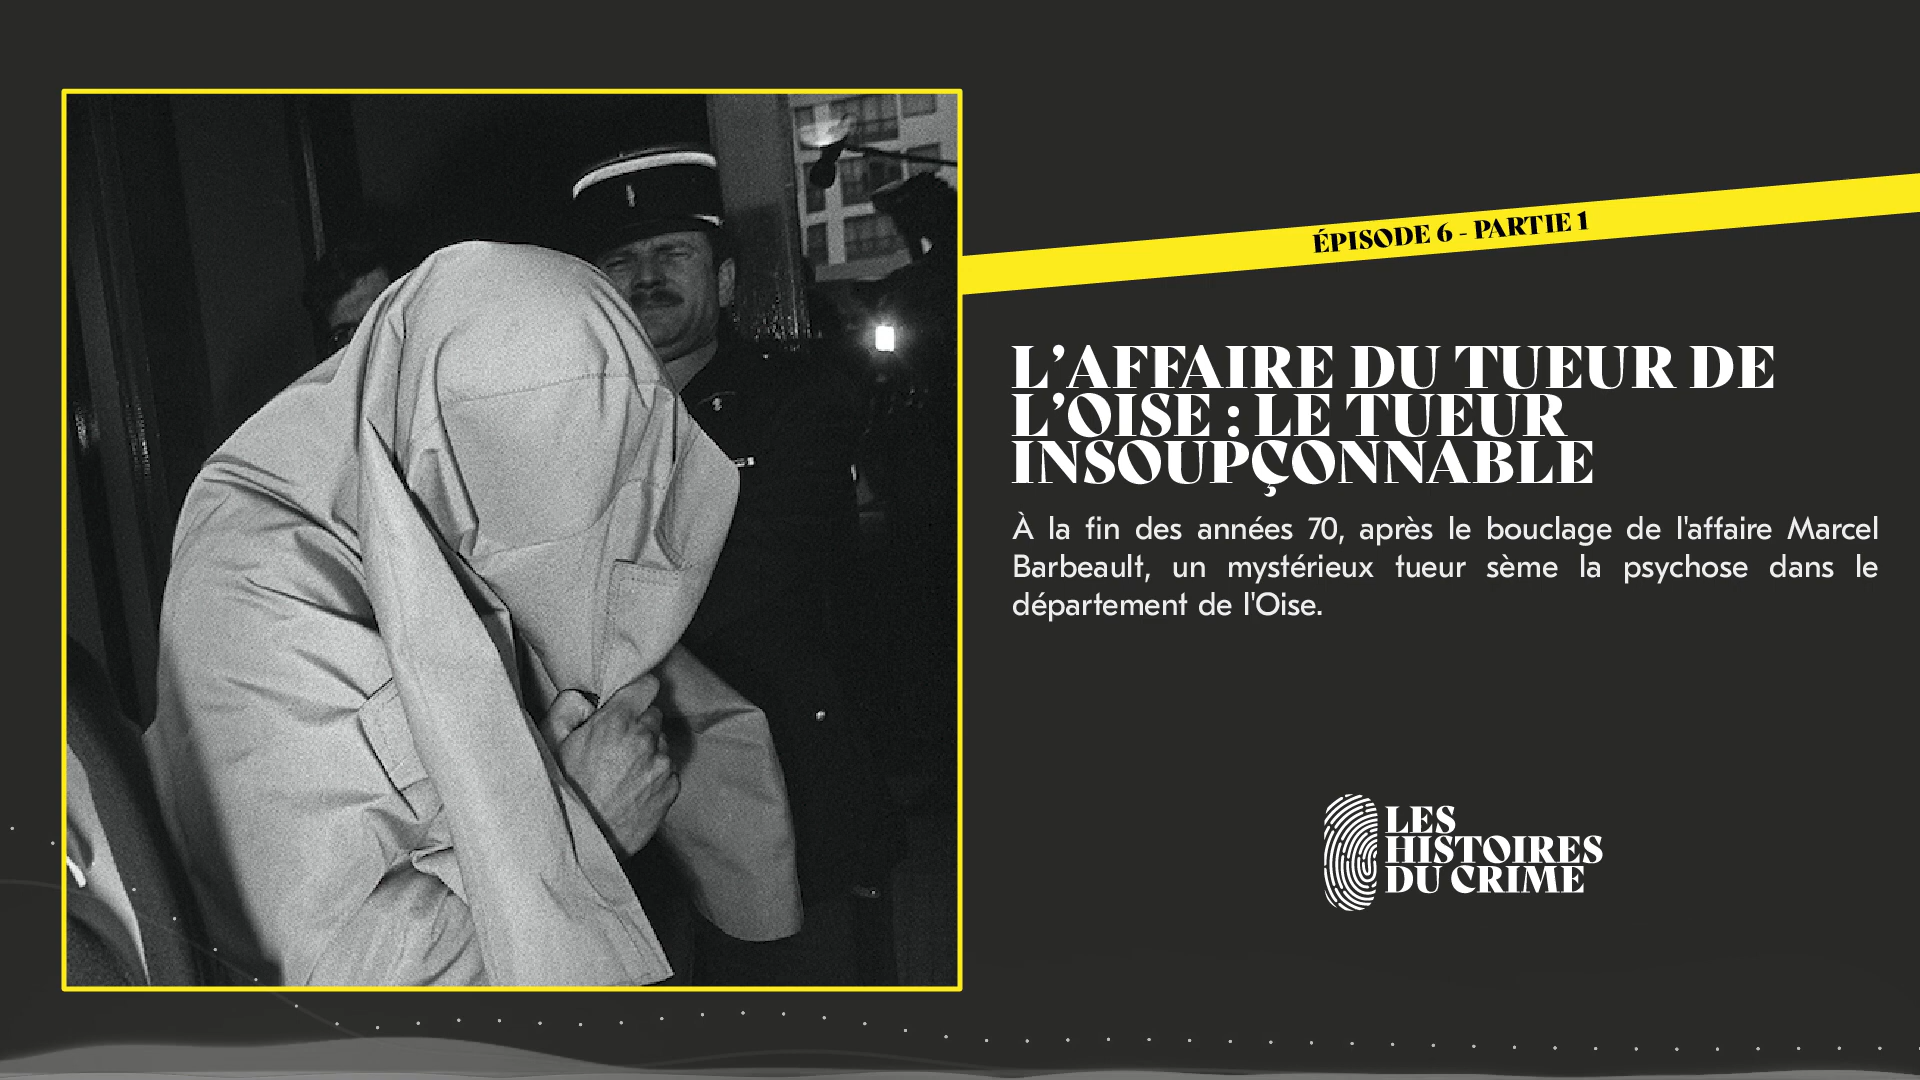 ÉPISODE 6 - PARTIE 1
L’AFFAIRE DU TUEUR DE
L’OISE : LE TUEUR
INSOUPÇONNABLE
À la fin des années 70, après le bouclage de l'affaire Marcel
Barbeault, un mystérieux tueur sème la psychose dans le
département de l'Oise.
LES
HISTOIRES
DU CRIME